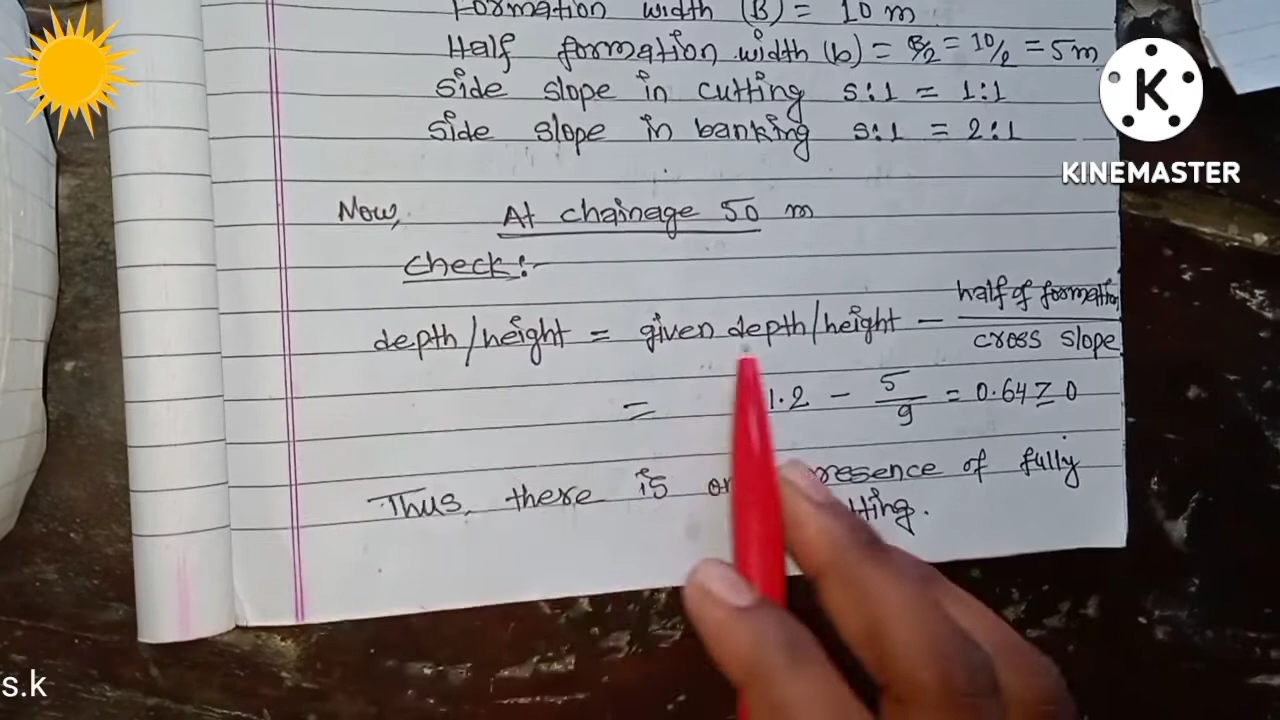 Formation width (B) = 10 m
Half formation width (b) = B/2 = 10/2 = 5m
Side slope in cutting s:1 = 1:1
Side slope in banking s:1 = 2:1
K
KINEMASTER
Now, At chainage 50 m
Check:-
depth/height = given depth/height - half of formation / cross slope
= 1.2 - 5/9 = 0.64 ≥ 0
Thus, there is presence of fully
s.k